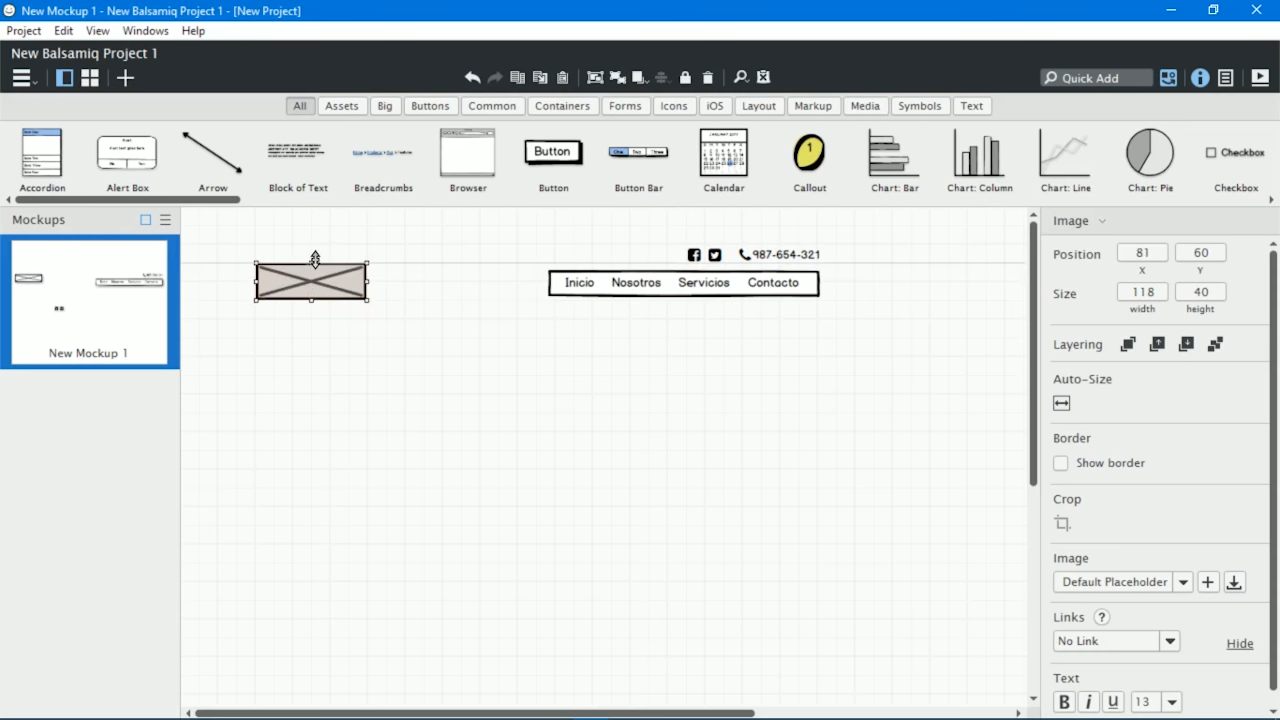 New Mockup 1 - New Balsamiq Project 1 - [New Project]
Project Edit View Windows Help
New Balsamiq Project 1
Quick Add
All Assets Big Buttons Common Containers Forms Icons iOS Layout Markup Media Symbols Text
Button
One Two Three
1
Checkbox
Accordion Alert Box Arrow Block of Text Breadcrumbs Browser Button Button Bar Calendar Callout Chart: Bar Chart: Column Chart: Line Chart: Pie Checkbox
Mockups
New Mockup 1
987-654-321
Inicio Nosotros Servicios Contacto
Image
Position 81 60
X Y
Size 118 40
width height
Layering
Auto-Size
Border
Show border
Crop
Image
Default Placeholder
Links ?
No Link Hide
Text
B i U 13